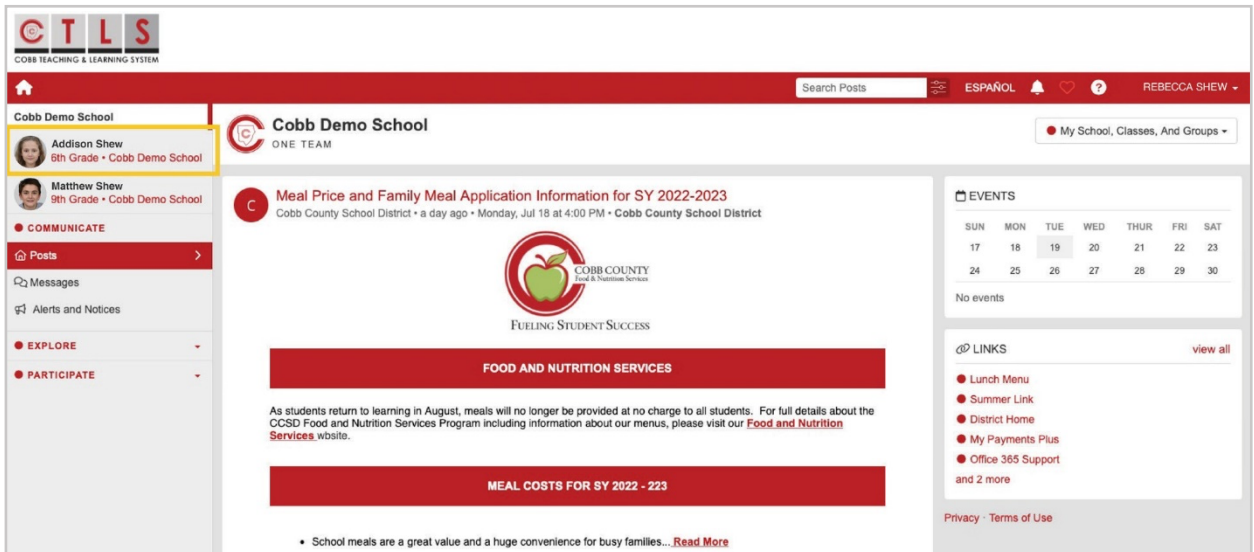 C T L S
COBB TEACHING & LEARNING SYSTEM
Search Posts
ESPAÑOL
?
REBECCA SHEW
Cobb Demo School
Addison Shew
6th Grade • Cobb Demo School
Matthew Shew
9th Grade • Cobb Demo School
COMMUNICATE
Posts
Messages
Alerts and Notices
EXPLORE
PARTICIPATE
C
Cobb Demo School
ONE TEAM
My School, Classes, And Groups
C
Meal Price and Family Meal Application Information for SY 2022-2023
Cobb County School District • a day ago • Monday, Jul 18 at 4:00 PM • Cobb County School District
COBB COUNTY
Food & Nutrition Services
FUELING STUDENT SUCCESS
FOOD AND NUTRITION SERVICES
As students return to learning in August, meals will no longer be provided at no charge to all students. For full details about the
CCSD Food and Nutrition Services Program including information about our menus, please visit our Food and Nutrition
Services wbsite.
MEAL COSTS FOR SY 2022 - 223
• School meals are a great value and a huge convenience for busy families... Read More
EVENTS
SUN MON TUE WED THUR FRI SAT
17 18 19 20 21 22 23
24 25 26 27 28 29 30
No events
LINKS view all
Lunch Menu
Summer Link
District Home
My Payments Plus
Office 365 Support
and 2 more
Privacy · Terms of Use